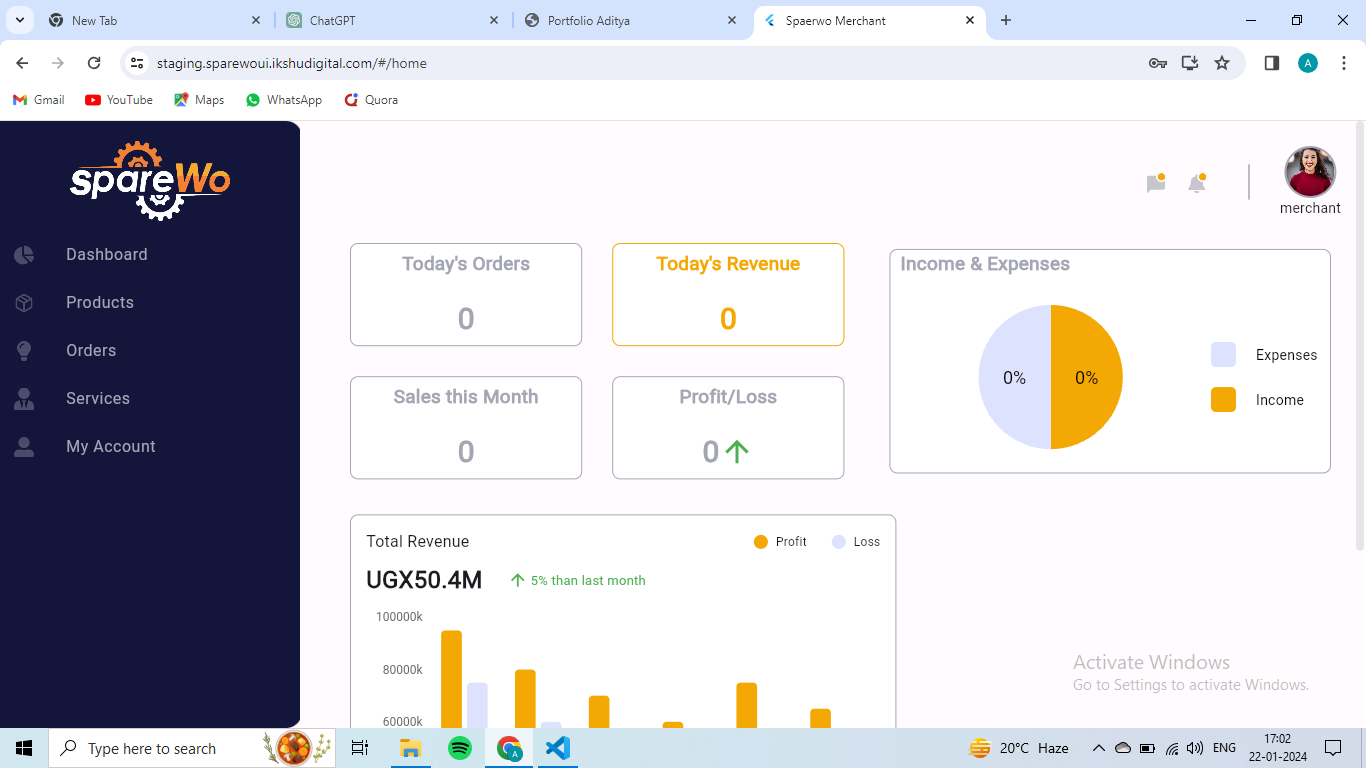 New Tab
ChatGPT
Portfolio Aditya
Spaerwo Merchant
staging.sparewoui.ikshudigital.com/#/home
A
Gmail
YouTube
Maps
WhatsApp
Quora
spareWo
merchant
Dashboard
Products
Orders
Services
My Account
Today's Orders
0
Today's Revenue
0
Sales this Month
0
Profit/Loss
0
Income & Expenses
0%
0%
Expenses
Income
Total Revenue
Profit
Loss
UGX50.4M
5% than last month
100000k
80000k
60000k
Activate Windows
Go to Settings to activate Windows.
Type here to search
A
20°C Haze
ENG
17:02
22-01-2024